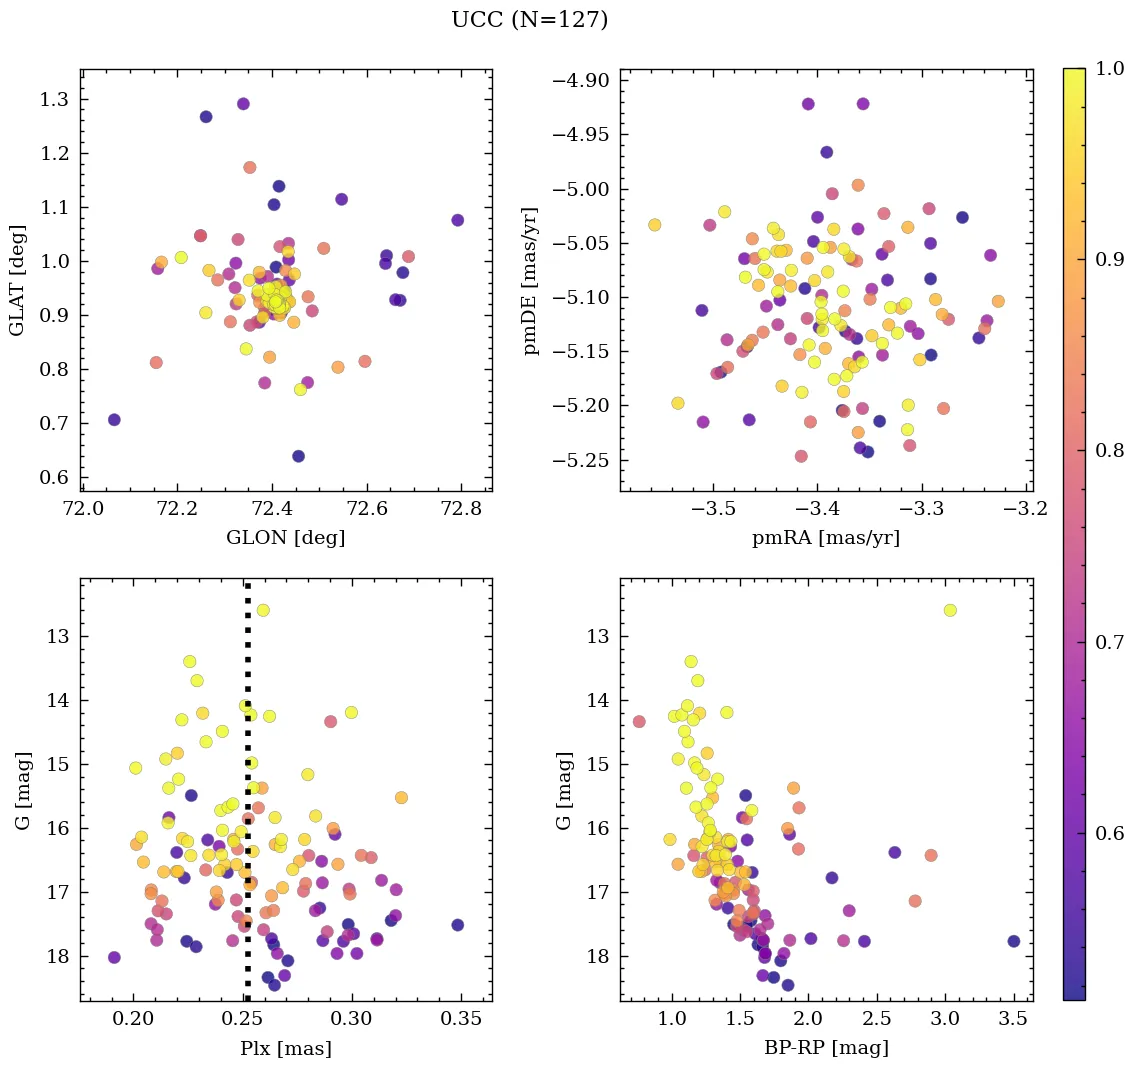 UCC (N=127)
1.3
1.2
1.1
1.0
0.9
0.8
0.7
0.6
GLAT [deg]
72.0 72.2 72.4 72.6 72.8
GLON [deg]
−4.90
−4.95
−5.00
−5.05
−5.10
−5.15
−5.20
−5.25
pmDE [mas/yr]
−3.5 −3.4 −3.3 −3.2
pmRA [mas/yr]
13
14
15
16
17
18
G [mag]
0.20 0.25 0.30 0.35
Plx [mas]
13
14
15
16
17
18
G [mag]
1.0 1.5 2.0 2.5 3.0 3.5
BP-RP [mag]
1.0
0.9
0.8
0.7
0.6